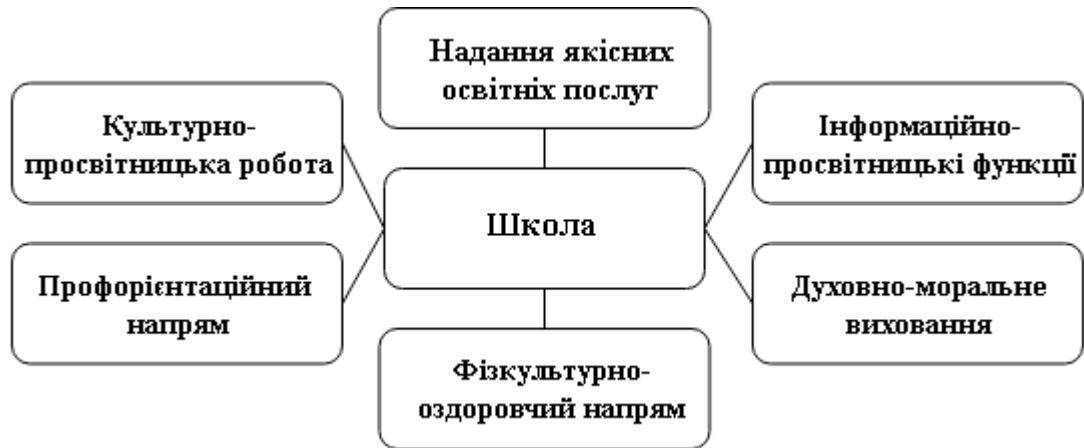 Надання якісних
освітніх послуг
Культурно-
просвітницька робота
Інформаційно-
просвітницькі функції
Школа
Профорієнтаційний
напрям
Духовно-моральне
виховання
Фізкультурно-
оздоровчий напрям